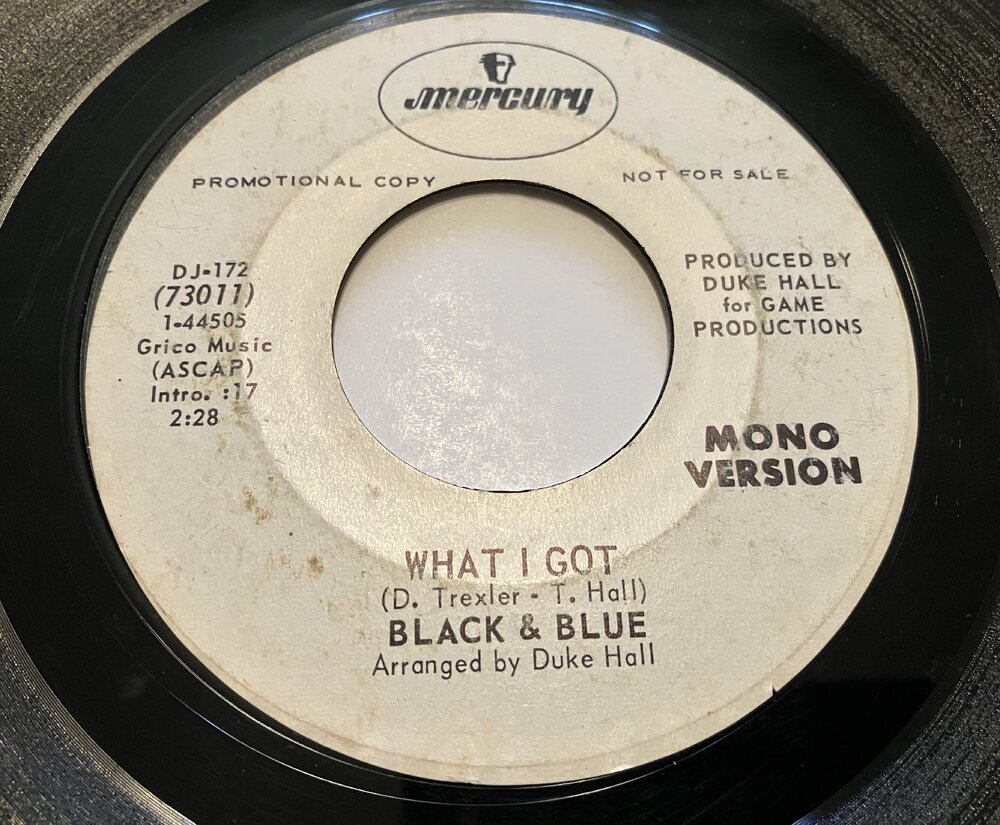 mercury
PROMOTIONAL COPY
NOT FOR SALE
DJ-172
(73011)
1-44505
Grico Music
(ASCAP)
Intro. :17
2:28
PRODUCED BY
DUKE HALL
for GAME
PRODUCTIONS
MONO
VERSION
WHAT I GOT
(D. Trexler - T. Hall)
BLACK & BLUE
Arranged by Duke Hall